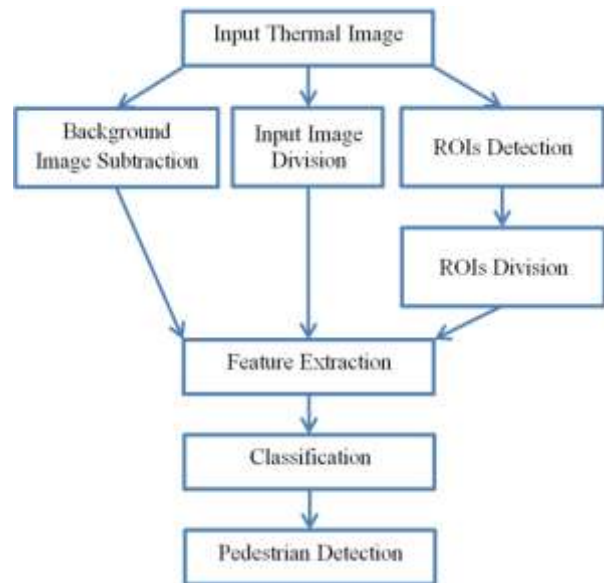 Input Thermal Image
Background
Image Subtraction
Input Image
Division
ROIs Detection
ROIs Division
Feature Extraction
Classification
Pedestrian Detection